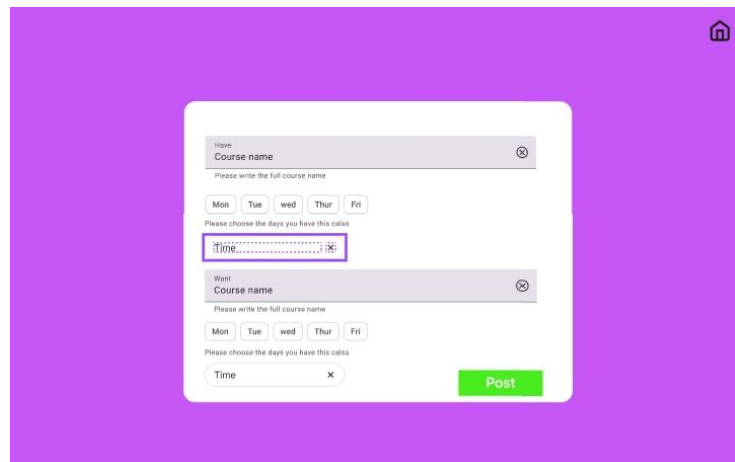 Have
Course name
Please write the full course name
Mon Tue wed Thur Fri
Please choose the days you have this calss
Time
Want
Course name
Please write the full course name
Mon Tue wed Thur Fri
Please choose the days you have this calss
Time
Post